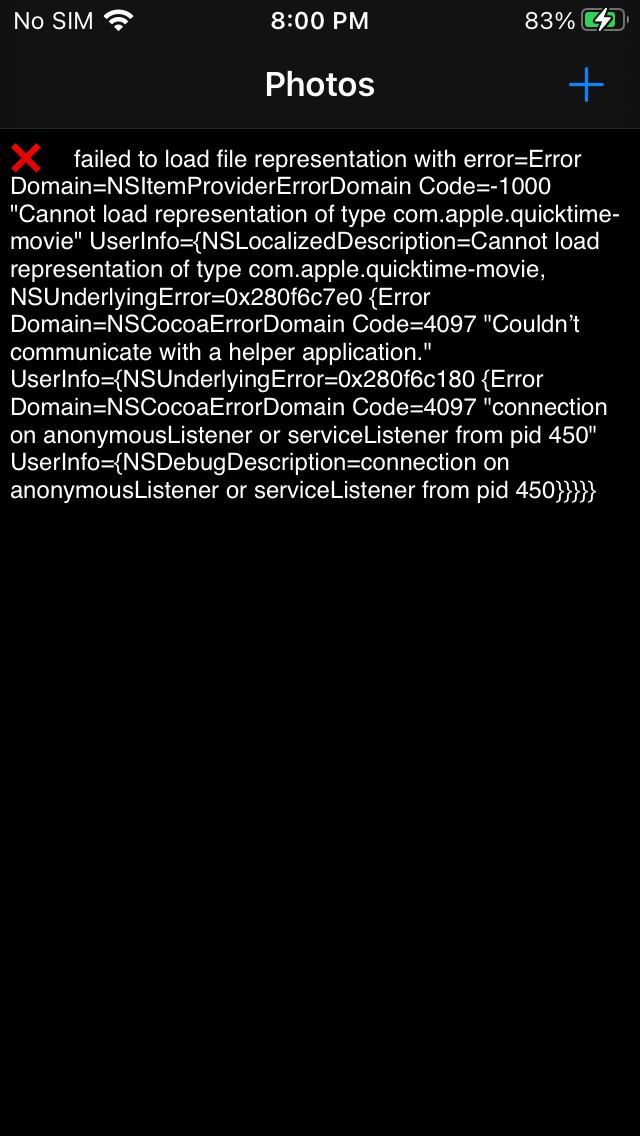 No SIM 8:00 PM 83%
Photos
failed to load file representation with error=Error
Domain=NSItemProviderErrorDomain Code=-1000
"Cannot load representation of type com.apple.quicktime-
movie" UserInfo={NSLocalizedDescription=Cannot load
representation of type com.apple.quicktime-movie,
NSUnderlyingError=0x280f6c7e0 {Error
Domain=NSCocoaErrorDomain Code=4097 "Couldn’t
communicate with a helper application."
UserInfo={NSUnderlyingError=0x280f6c180 {Error
Domain=NSCocoaErrorDomain Code=4097 "connection
on anonymousListener or serviceListener from pid 450"
UserInfo={NSDebugDescription=connection on
anonymousListener or serviceListener from pid 450}}}}}